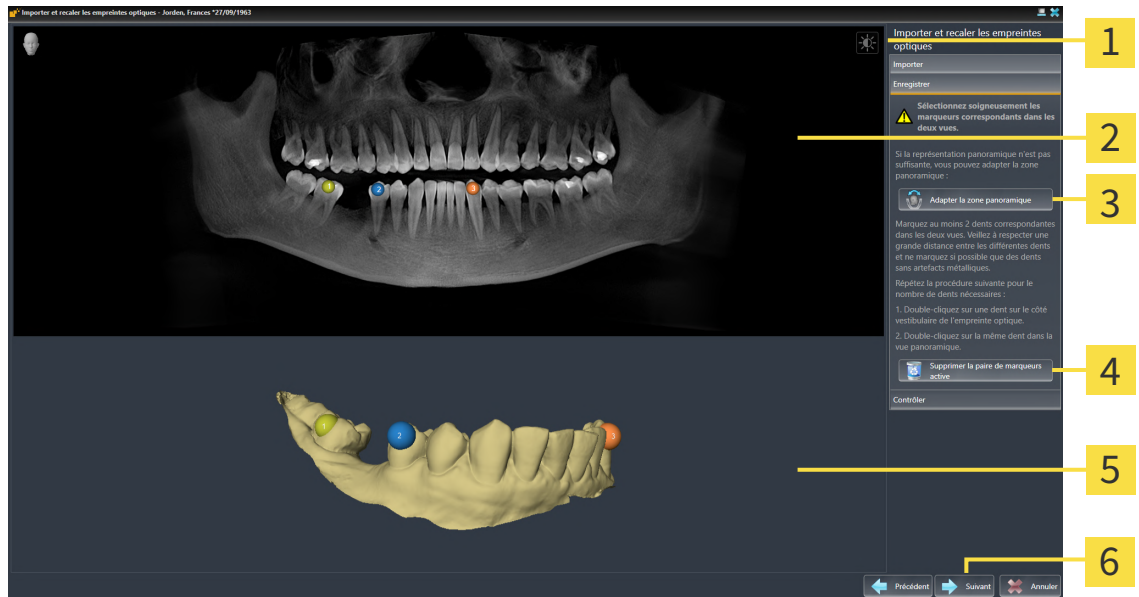 Importer et recaler les empreintes optiques - Jorden, Frances *27/09/1963
Importer et recaler les empreintes
optiques
Importer
Enregistrer
Sélectionnez soigneusement les
marqueurs correspondants dans les
deux vues.
Si la représentation panoramique n'est pas
suffisante, vous pouvez adapter la zone
panoramique :
Adapter la zone panoramique
Marquez au moins 2 dents correspondantes
dans les deux vues. Veillez à respecter une
grande distance entre les différentes dents
et ne marquez si possible que des dents
sans artefacts métalliques.
Répétez la procédure suivante pour le
nombre de dents nécessaires :
1. Double-cliquez sur une dent sur le côté
vestibulaire de l'empreinte optique.
2. Double-cliquez sur la même dent dans la
vue panoramique.
Supprimer la paire de marqueurs
active
Contrôler
1
2
3
1
2
3
Précédent
Suivant
Annuler
1
2
3
4
5
6